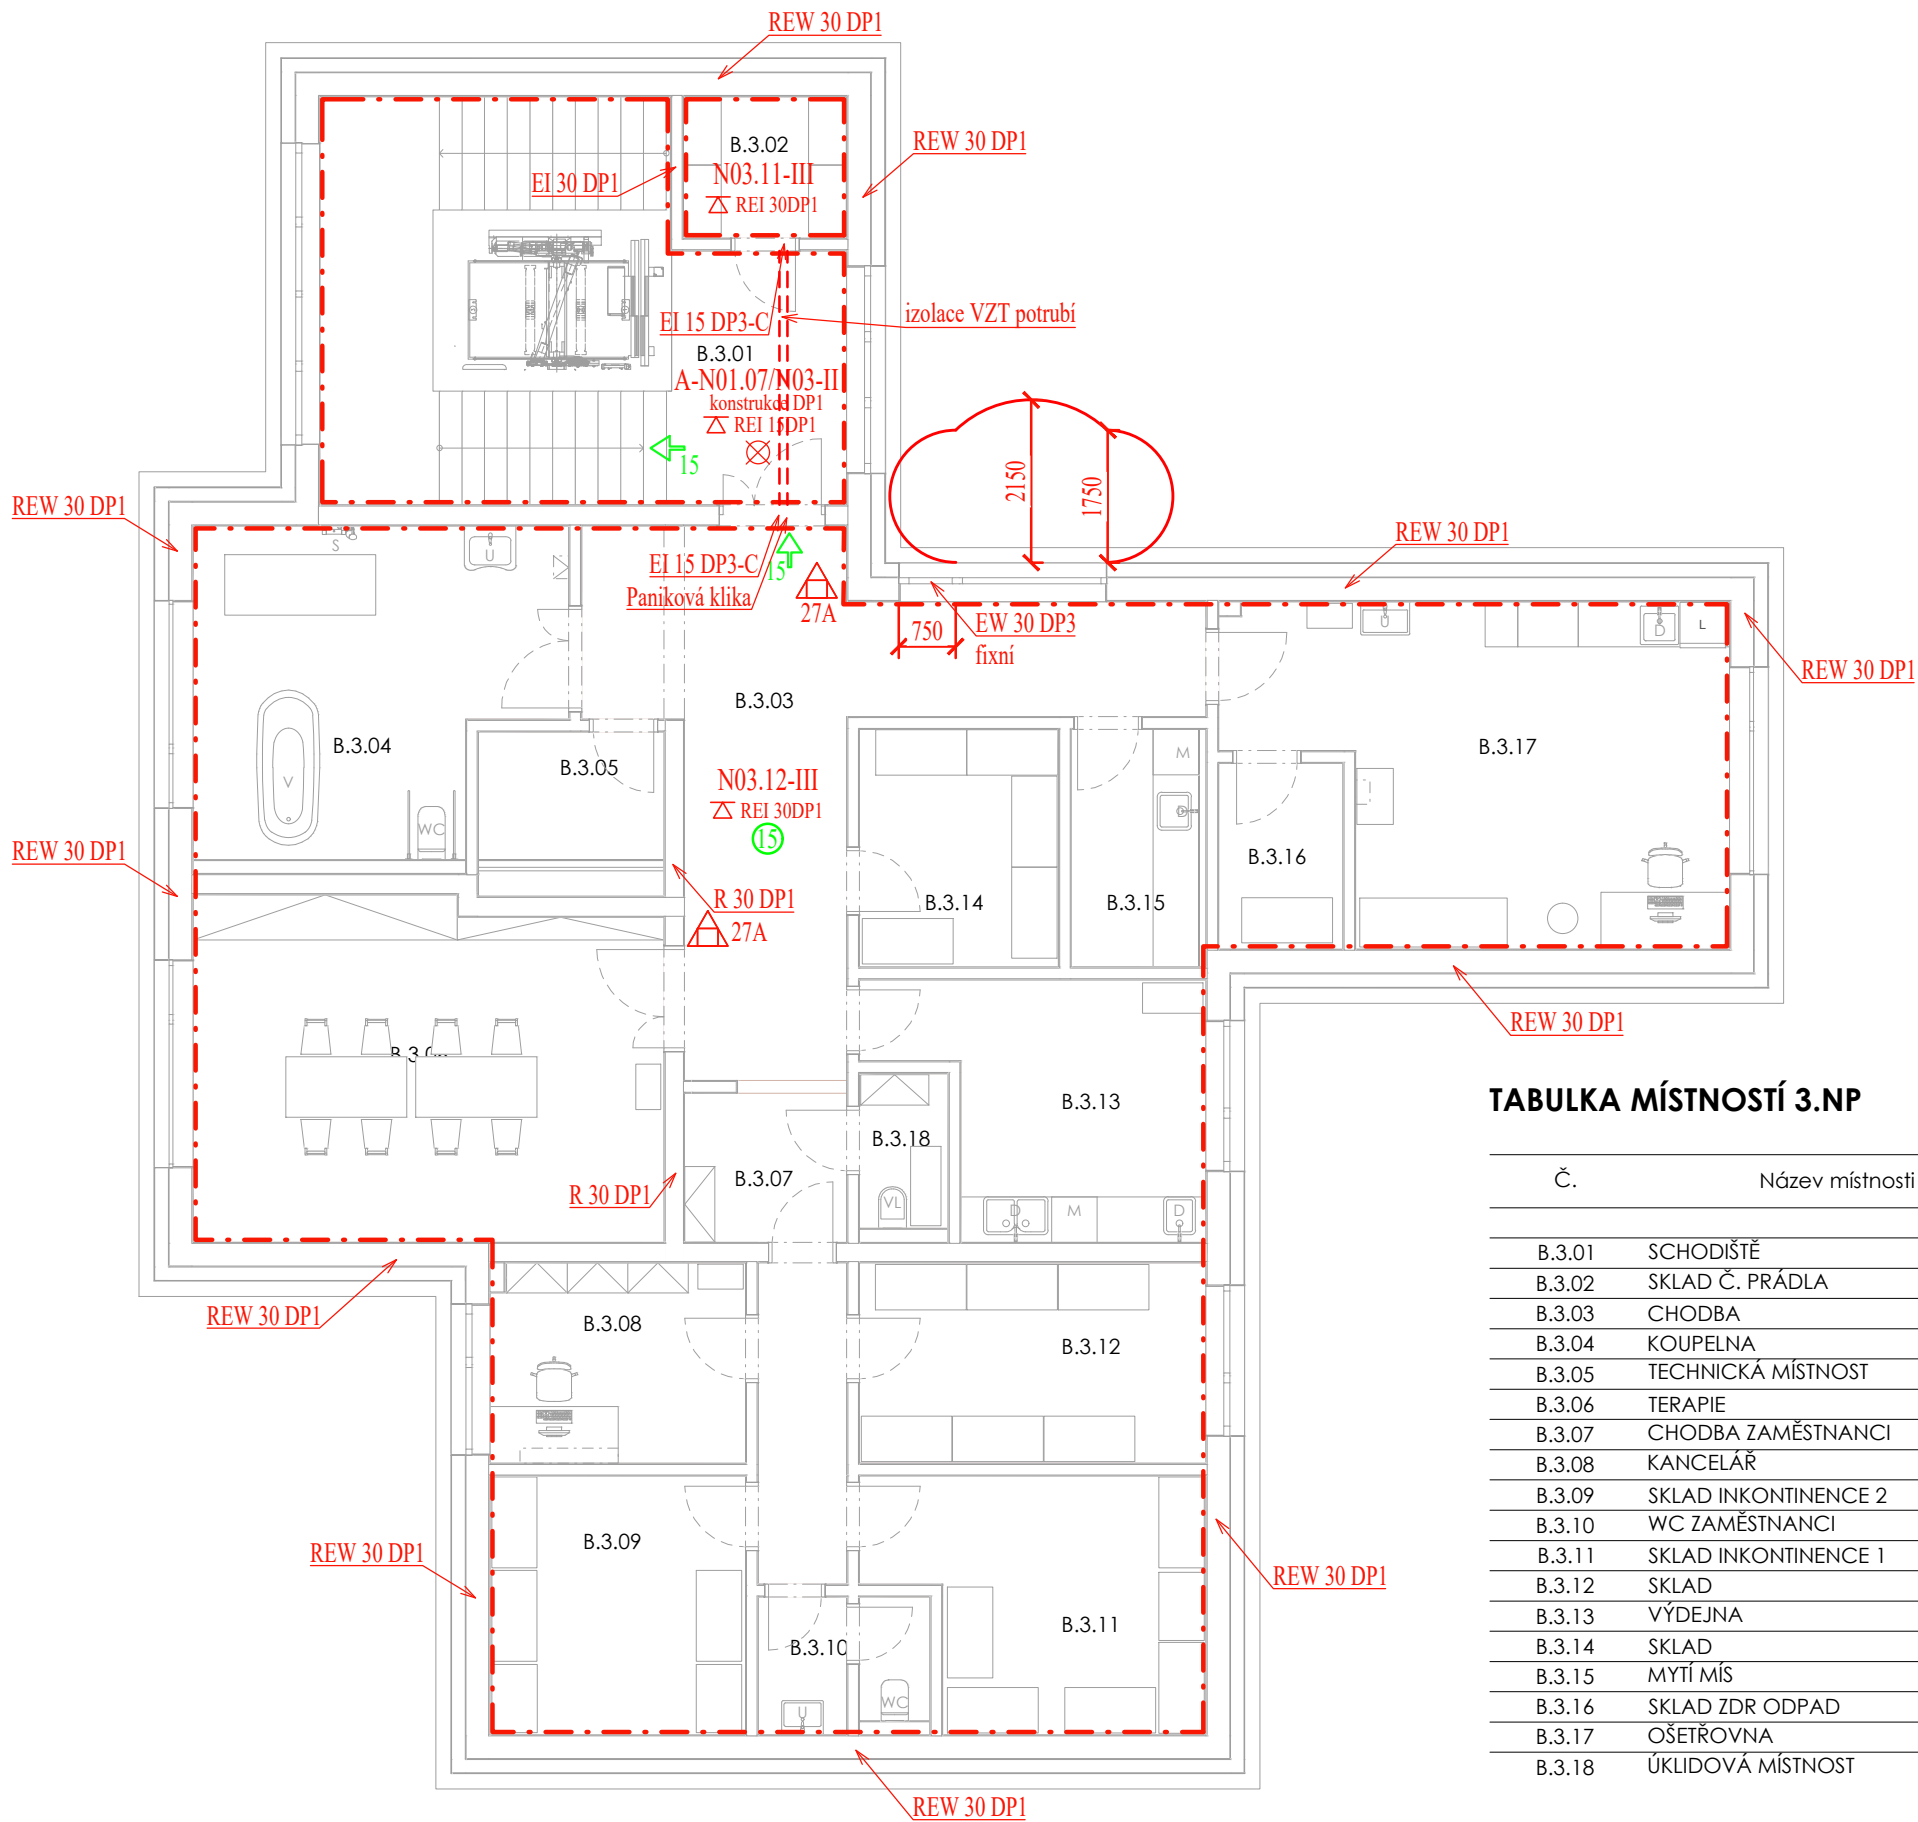 REW 30 DP1
B.3.02
REW 30 DP1
N03.11-III
EI 30 DP1
REI 30DP1
izolace VZT potrubí
EI 15 DP3-C
B.3.01
A-N01.07/N03-II
konstrukce DP1
REI 15DP1
15
2150
1750
REW 30 DP1
S
U
REW 30 DP1
EI 15 DP3-C
15
Paniková klika
27A
750
EW 30 DP3
fixní
U
D
L
REW 30 DP1
B.3.03
B.3.04
B.3.05
B.3.17
M
V
N03.12-III
REI 30DP1
15
WC
REW 30 DP1
B.3.16
R 30 DP1
B.3.14
B.3.15
27A
REW 30 DP1
B.3.13
B.3.18
B.3.07
R 30 DP1
VL
D
M
D
REW 30 DP1
B.3.08
B.3.12
B.3.09
REW 30 DP1
REW 30 DP1
B.3.11
B.3.10
U
WC
REW 30 DP1
TABULKA MÍSTNOSTÍ 3.NP
Č. Název místnosti
B.3.01 SCHODIŠTĚ
B.3.02 SKLAD Č. PRÁDLA
B.3.03 CHODBA
B.3.04 KOUPELNA
B.3.05 TECHNICKÁ MÍSTNOST
B.3.06 TERAPIE
B.3.07 CHODBA ZAMĚSTNANCI
B.3.08 KANCELÁŘ
B.3.09 SKLAD INKONTINENCE 2
B.3.10 WC ZAMĚSTNANCI
B.3.11 SKLAD INKONTINENCE 1
B.3.12 SKLAD
B.3.13 VÝDEJNA
B.3.14 SKLAD
B.3.15 MYTÍ MÍS
B.3.16 SKLAD ZDR ODPAD
B.3.17 OŠETŘOVNA
B.3.18 ÚKLIDOVÁ MÍSTNOST